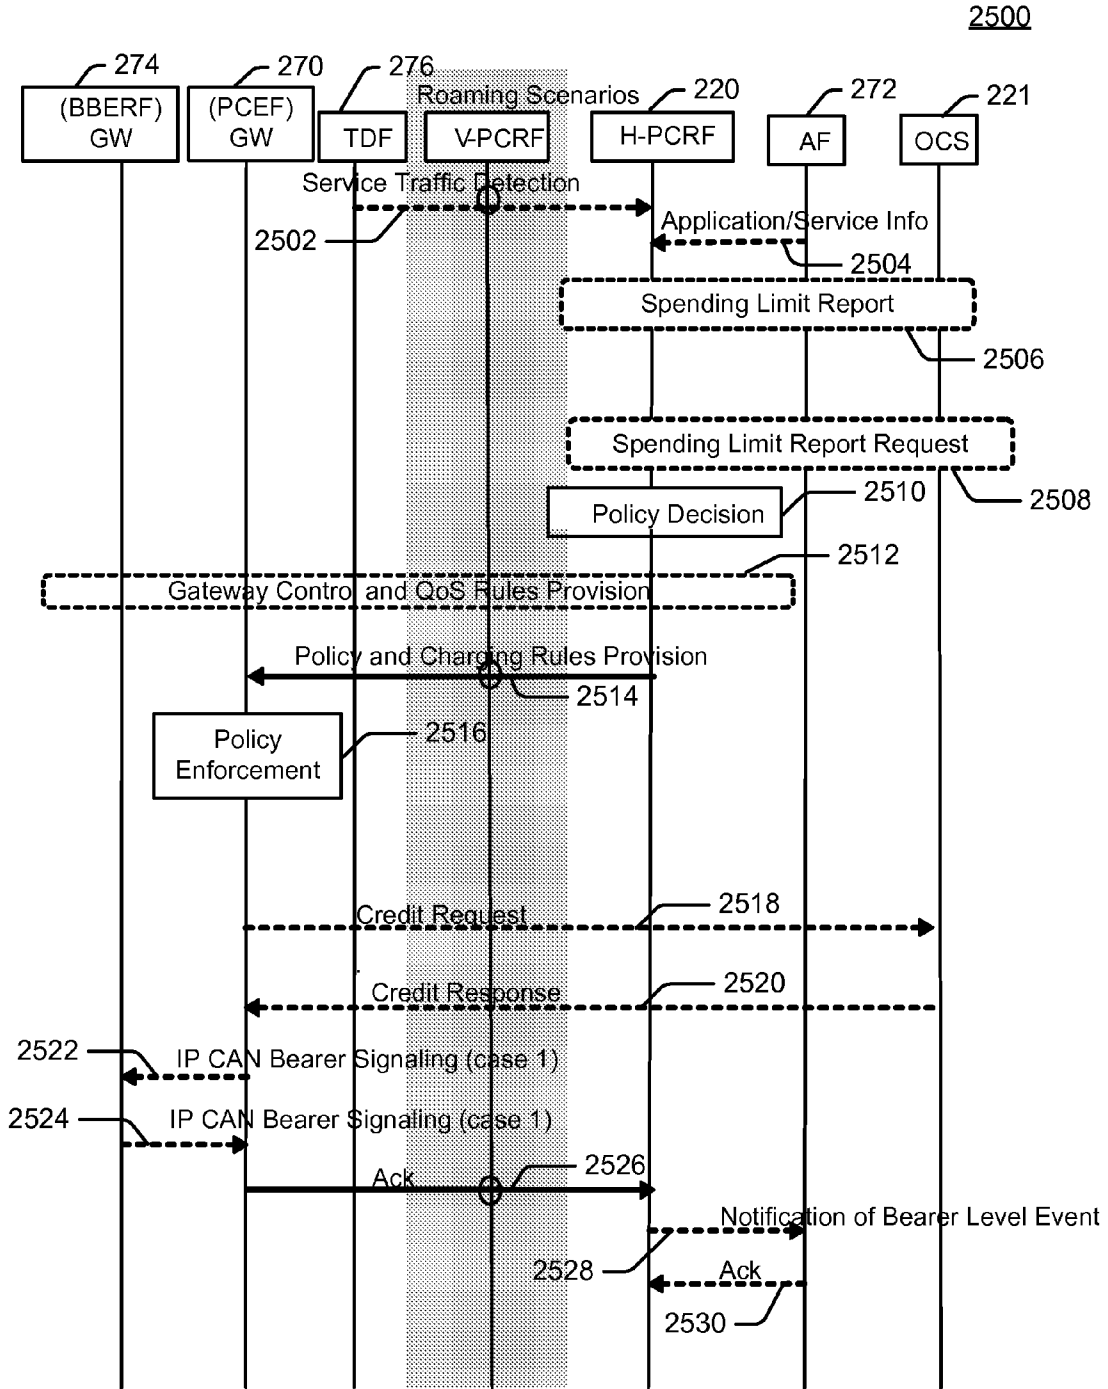 2500
274
270
276
220
272
221
Roaming Scenarios
(BBERF)
GW
(PCEF)
GW
TDF
V-PCRF
H-PCRF
AF
OCS
Service Traffic Detection
2502
Application/Service Info
2504
Spending Limit Report
2506
Spending Limit Report Request
2508
2510
Policy Decision
2512
Gateway Control and QoS Rules Provision
Policy and Charging Rules Provision
2514
2516
Policy
Enforcement
2518
Credit Request
2520
Credit Response
2522
IP CAN Bearer Signaling (case 1)
2524
IP CAN Bearer Signaling (case 1)
2526
Ack
Notification of Bearer Level Event
2528
Ack
2530